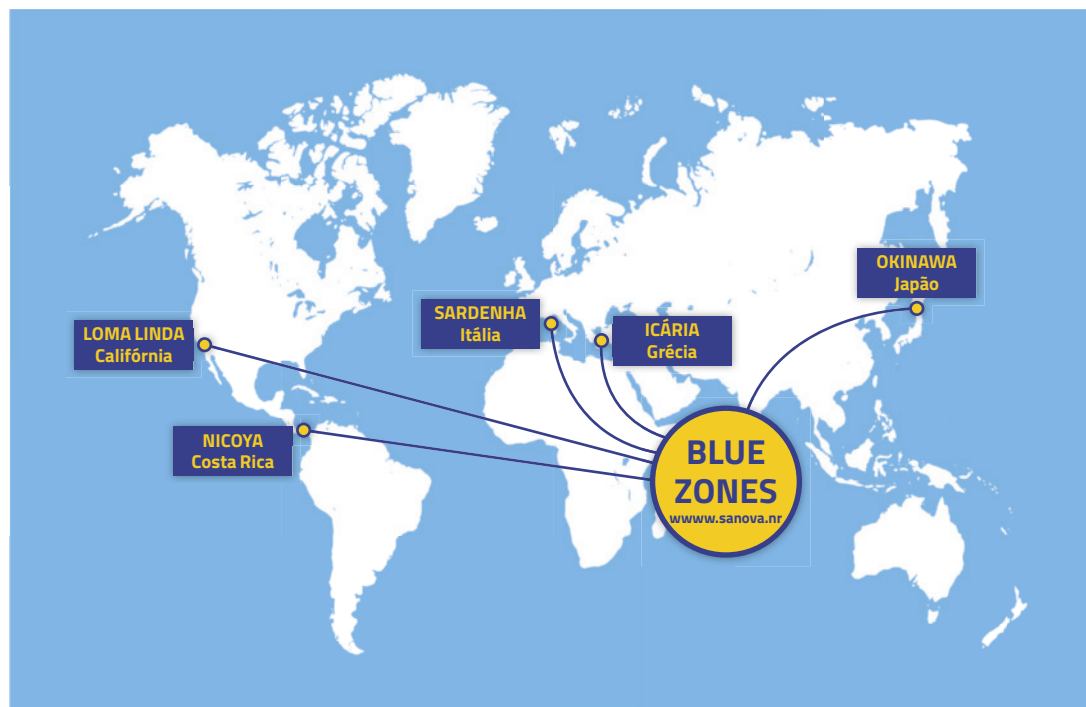 OKINAWA
Japão
SARDENHA
Itália
ICÁRIA
Grécia
LOMA LINDA
Califórnia
NICOYA
Costa Rica
BLUE
ZONES
wwww.sanova.nr